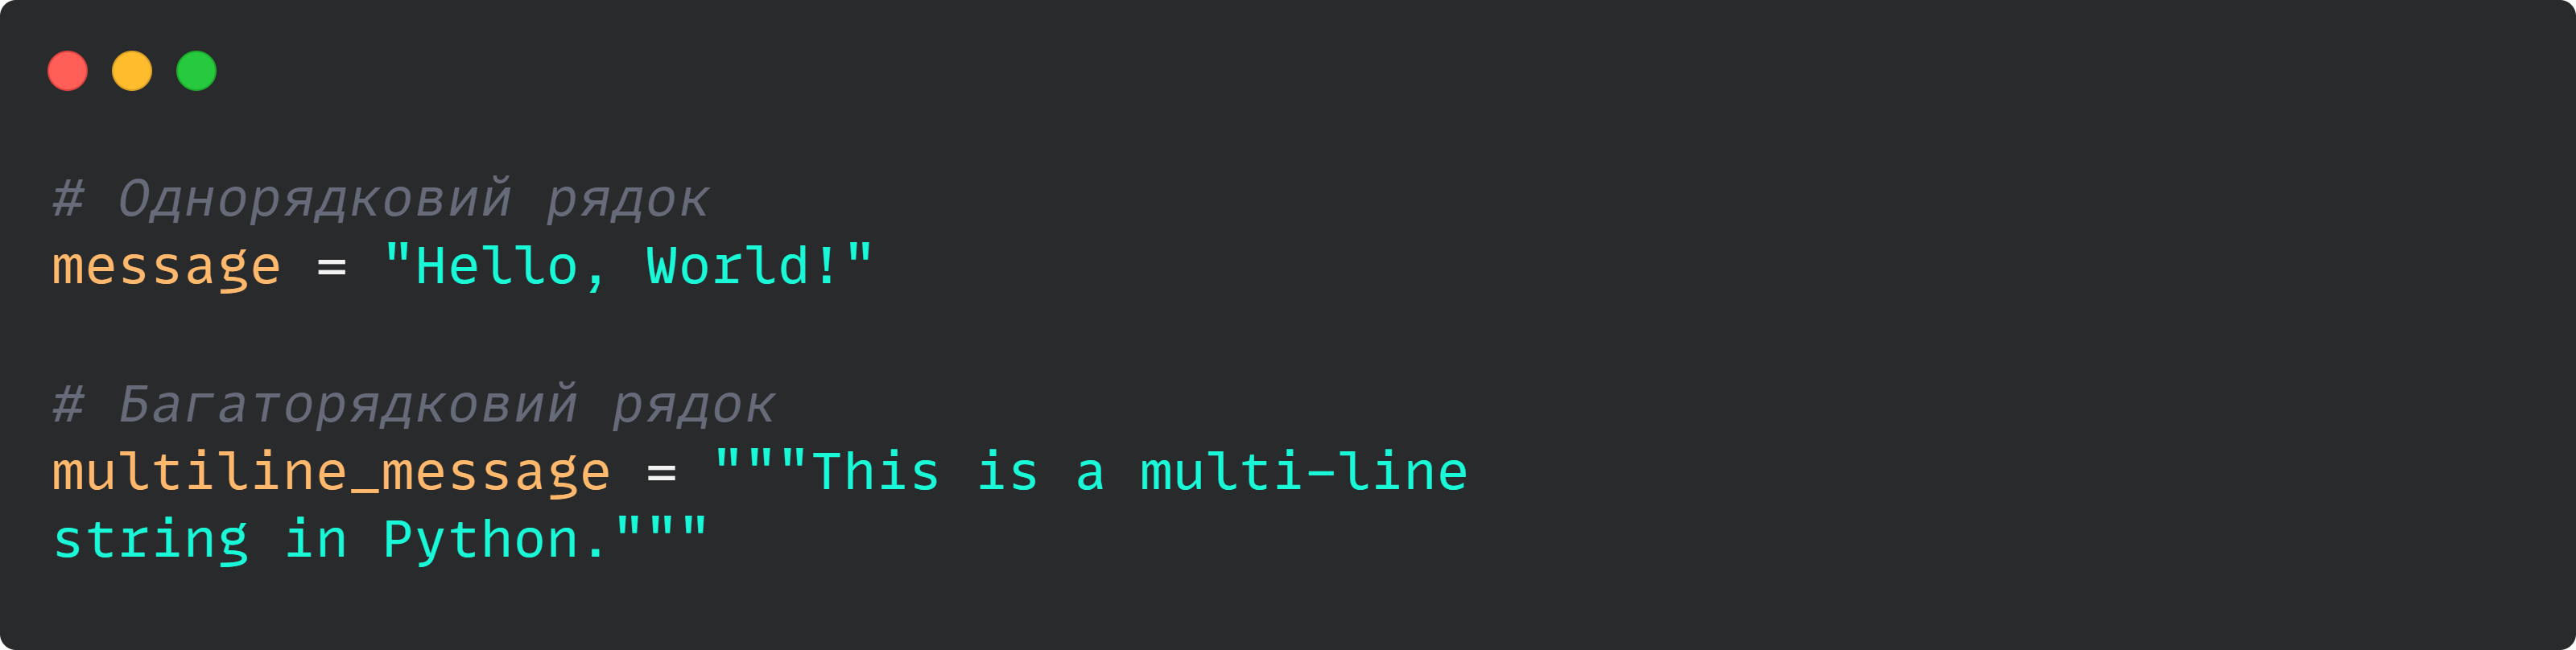 # Однорядковий рядок
message = "Hello, World!"
# Багаторядковий рядок
multiline_message = """This is a multi-line
string in Python."""